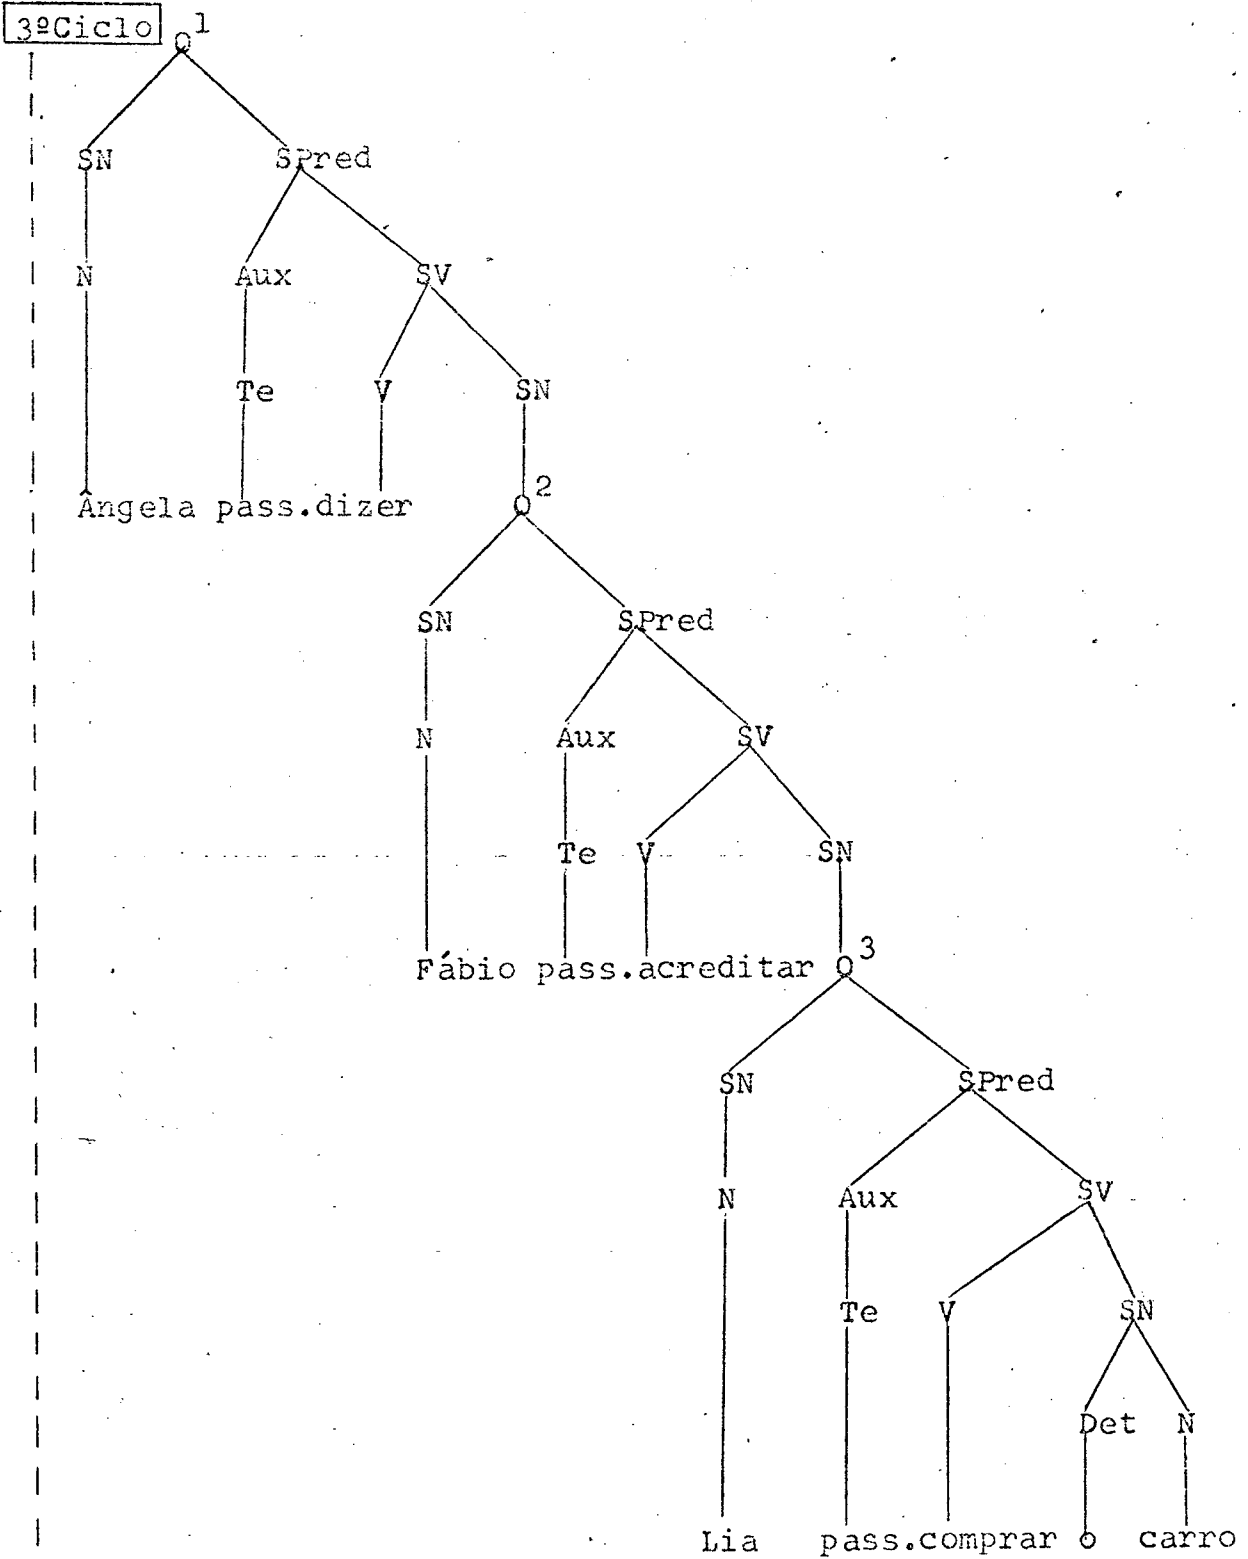 3ºCiclo
O1
SN SPred
N Aux SV
Te V SN
Ângela pass.dizer O2
SN SPred
N Aux SV
Te V SN
Fábio pass.acreditar O3
SN SPred
N Aux SV
Te V SN
Det N
Lia pass.comprar o carro